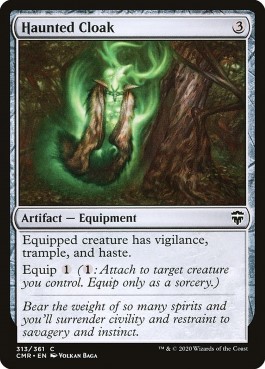 Haunted Cloak 3
Artifact — Equipment
Equipped creature has vigilance,
trample, and haste.
Equip 1 (1: Attach to target creature
you control. Equip only as a sorcery.)
Bear the weight of so many spirits and
you'll surrender civility and restraint to
savagery and instinct.
313/361 C
CMR • EN Volkan Baga
™ & © 2020 Wizards of the Coast